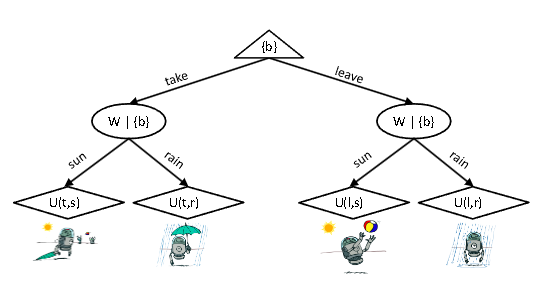 {b}
take
leave
W | {b}
W | {b}
sun
rain
sun
rain
U(t,s)
U(t,r)
U(l,s)
U(l,r)